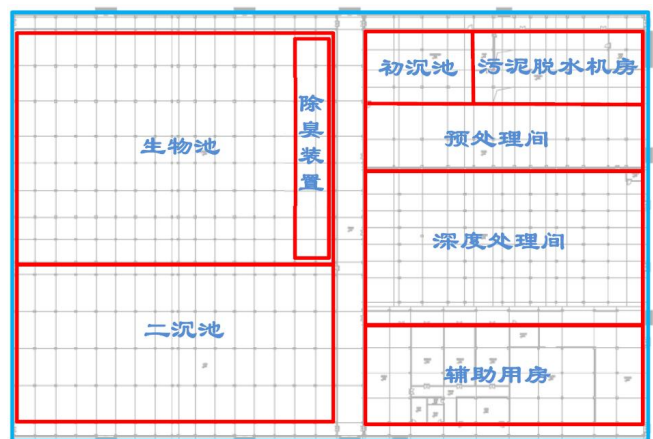 初沉池
污泥脱水机房
除臭装置
生物池
预处理间
深度处理间
二沉池
辅助用房